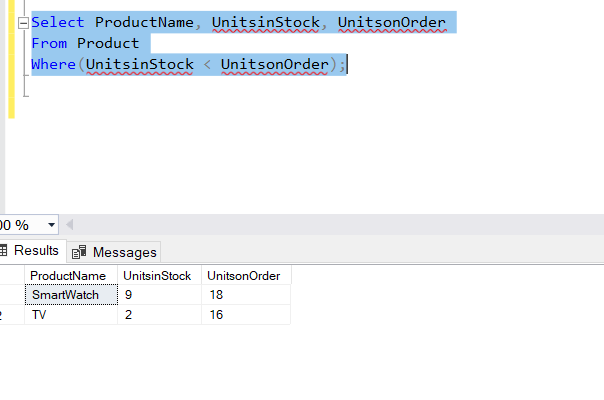 Select ProductName, UnitsinStock, UnitsonOrder
From Product
Where(UnitsinStock < UnitsonOrder);
00 %
Results Messages
ProductName UnitsinStock UnitsonOrder
SmartWatch 9 18
2 TV 2 16